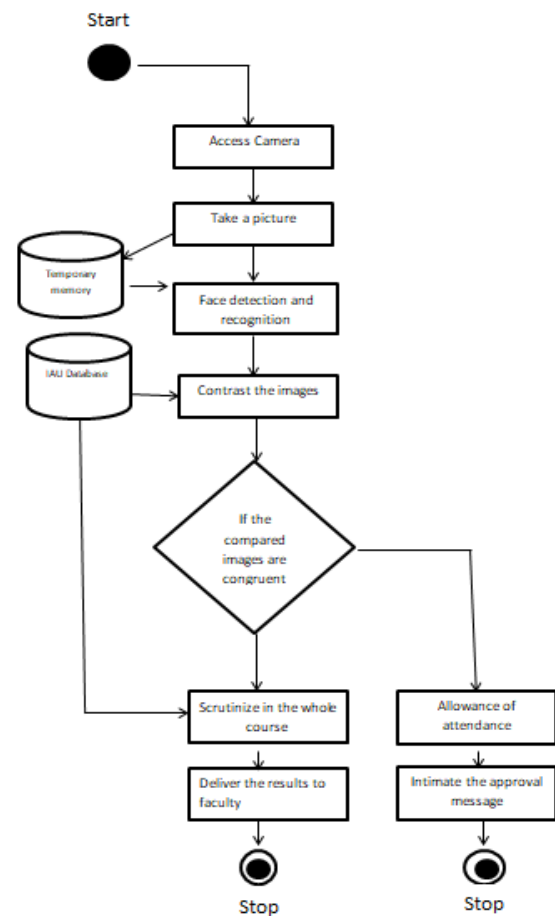 Start
Access Camera
Take a picture
Temporary
memory
Face detection and
recognition
IAU Database
Contrast the images
If the
compared
images are
congruent
Scrutinize in the whole
course
Allowance of
attendance
Deliver the results to
faculty
Intimate the approval
message
Stop
Stop